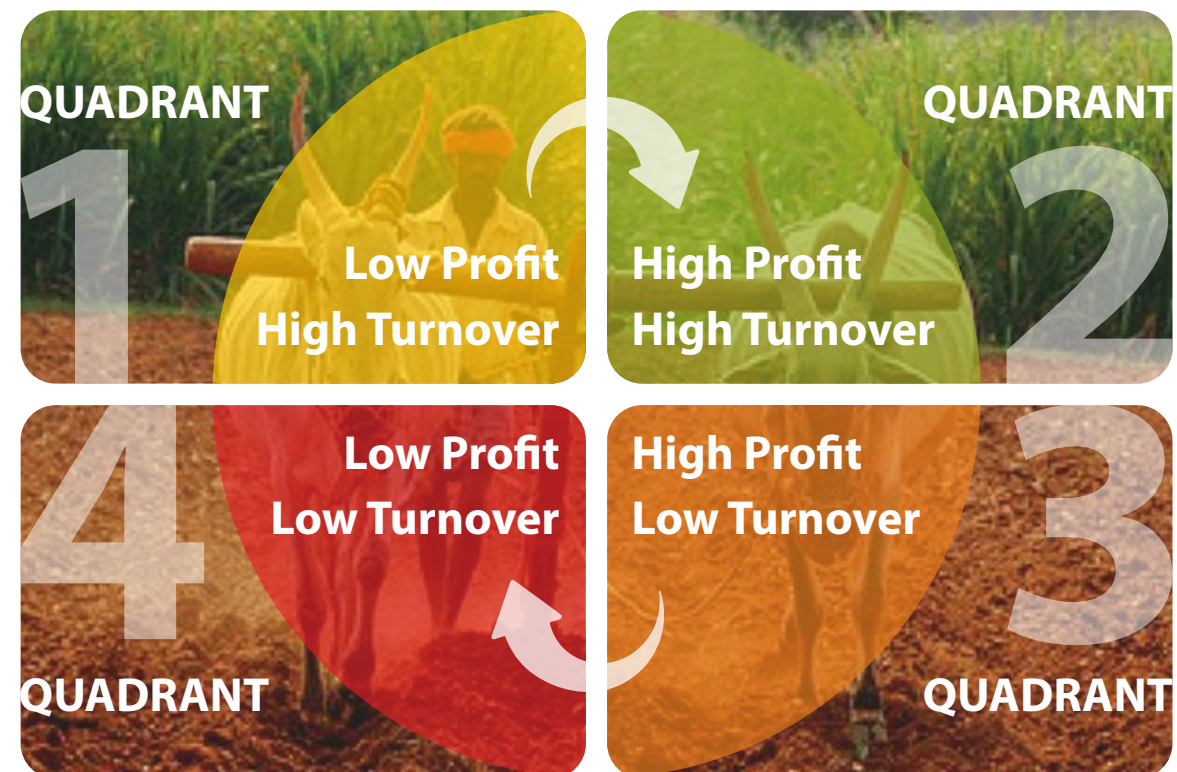 QUADRANT
1
Low Profit
High Turnover
QUADRANT
2
High Profit
High Turnover
4
Low Profit
Low Turnover
QUADRANT
3
High Profit
Low Turnover
QUADRANT